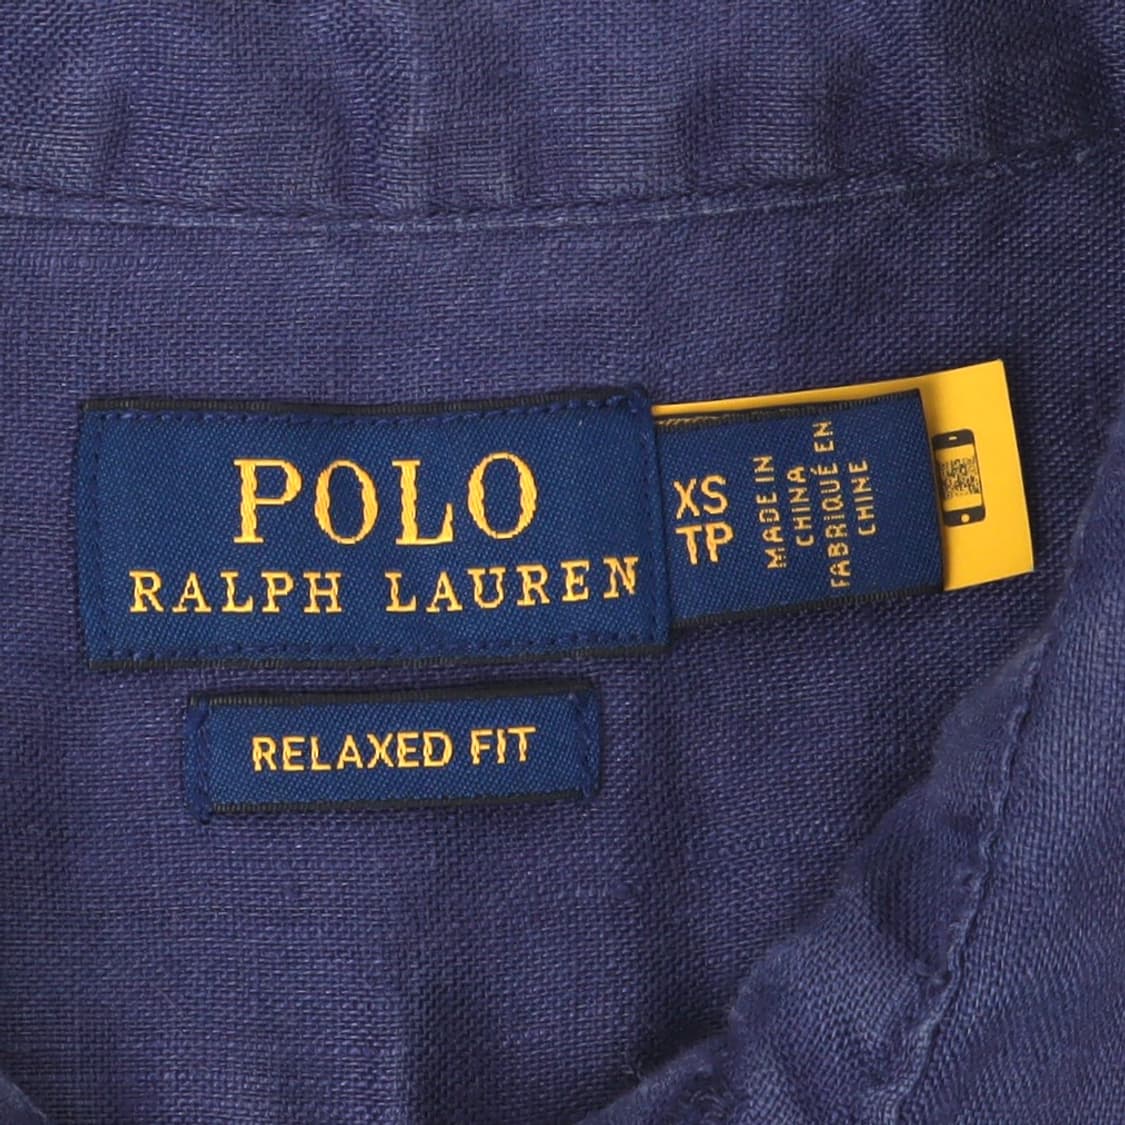 POLO
RALPH LAUREN
XS
TP
MADE IN
CHINA
FABRIQUÉ EN
CHINE
RELAXED FIT